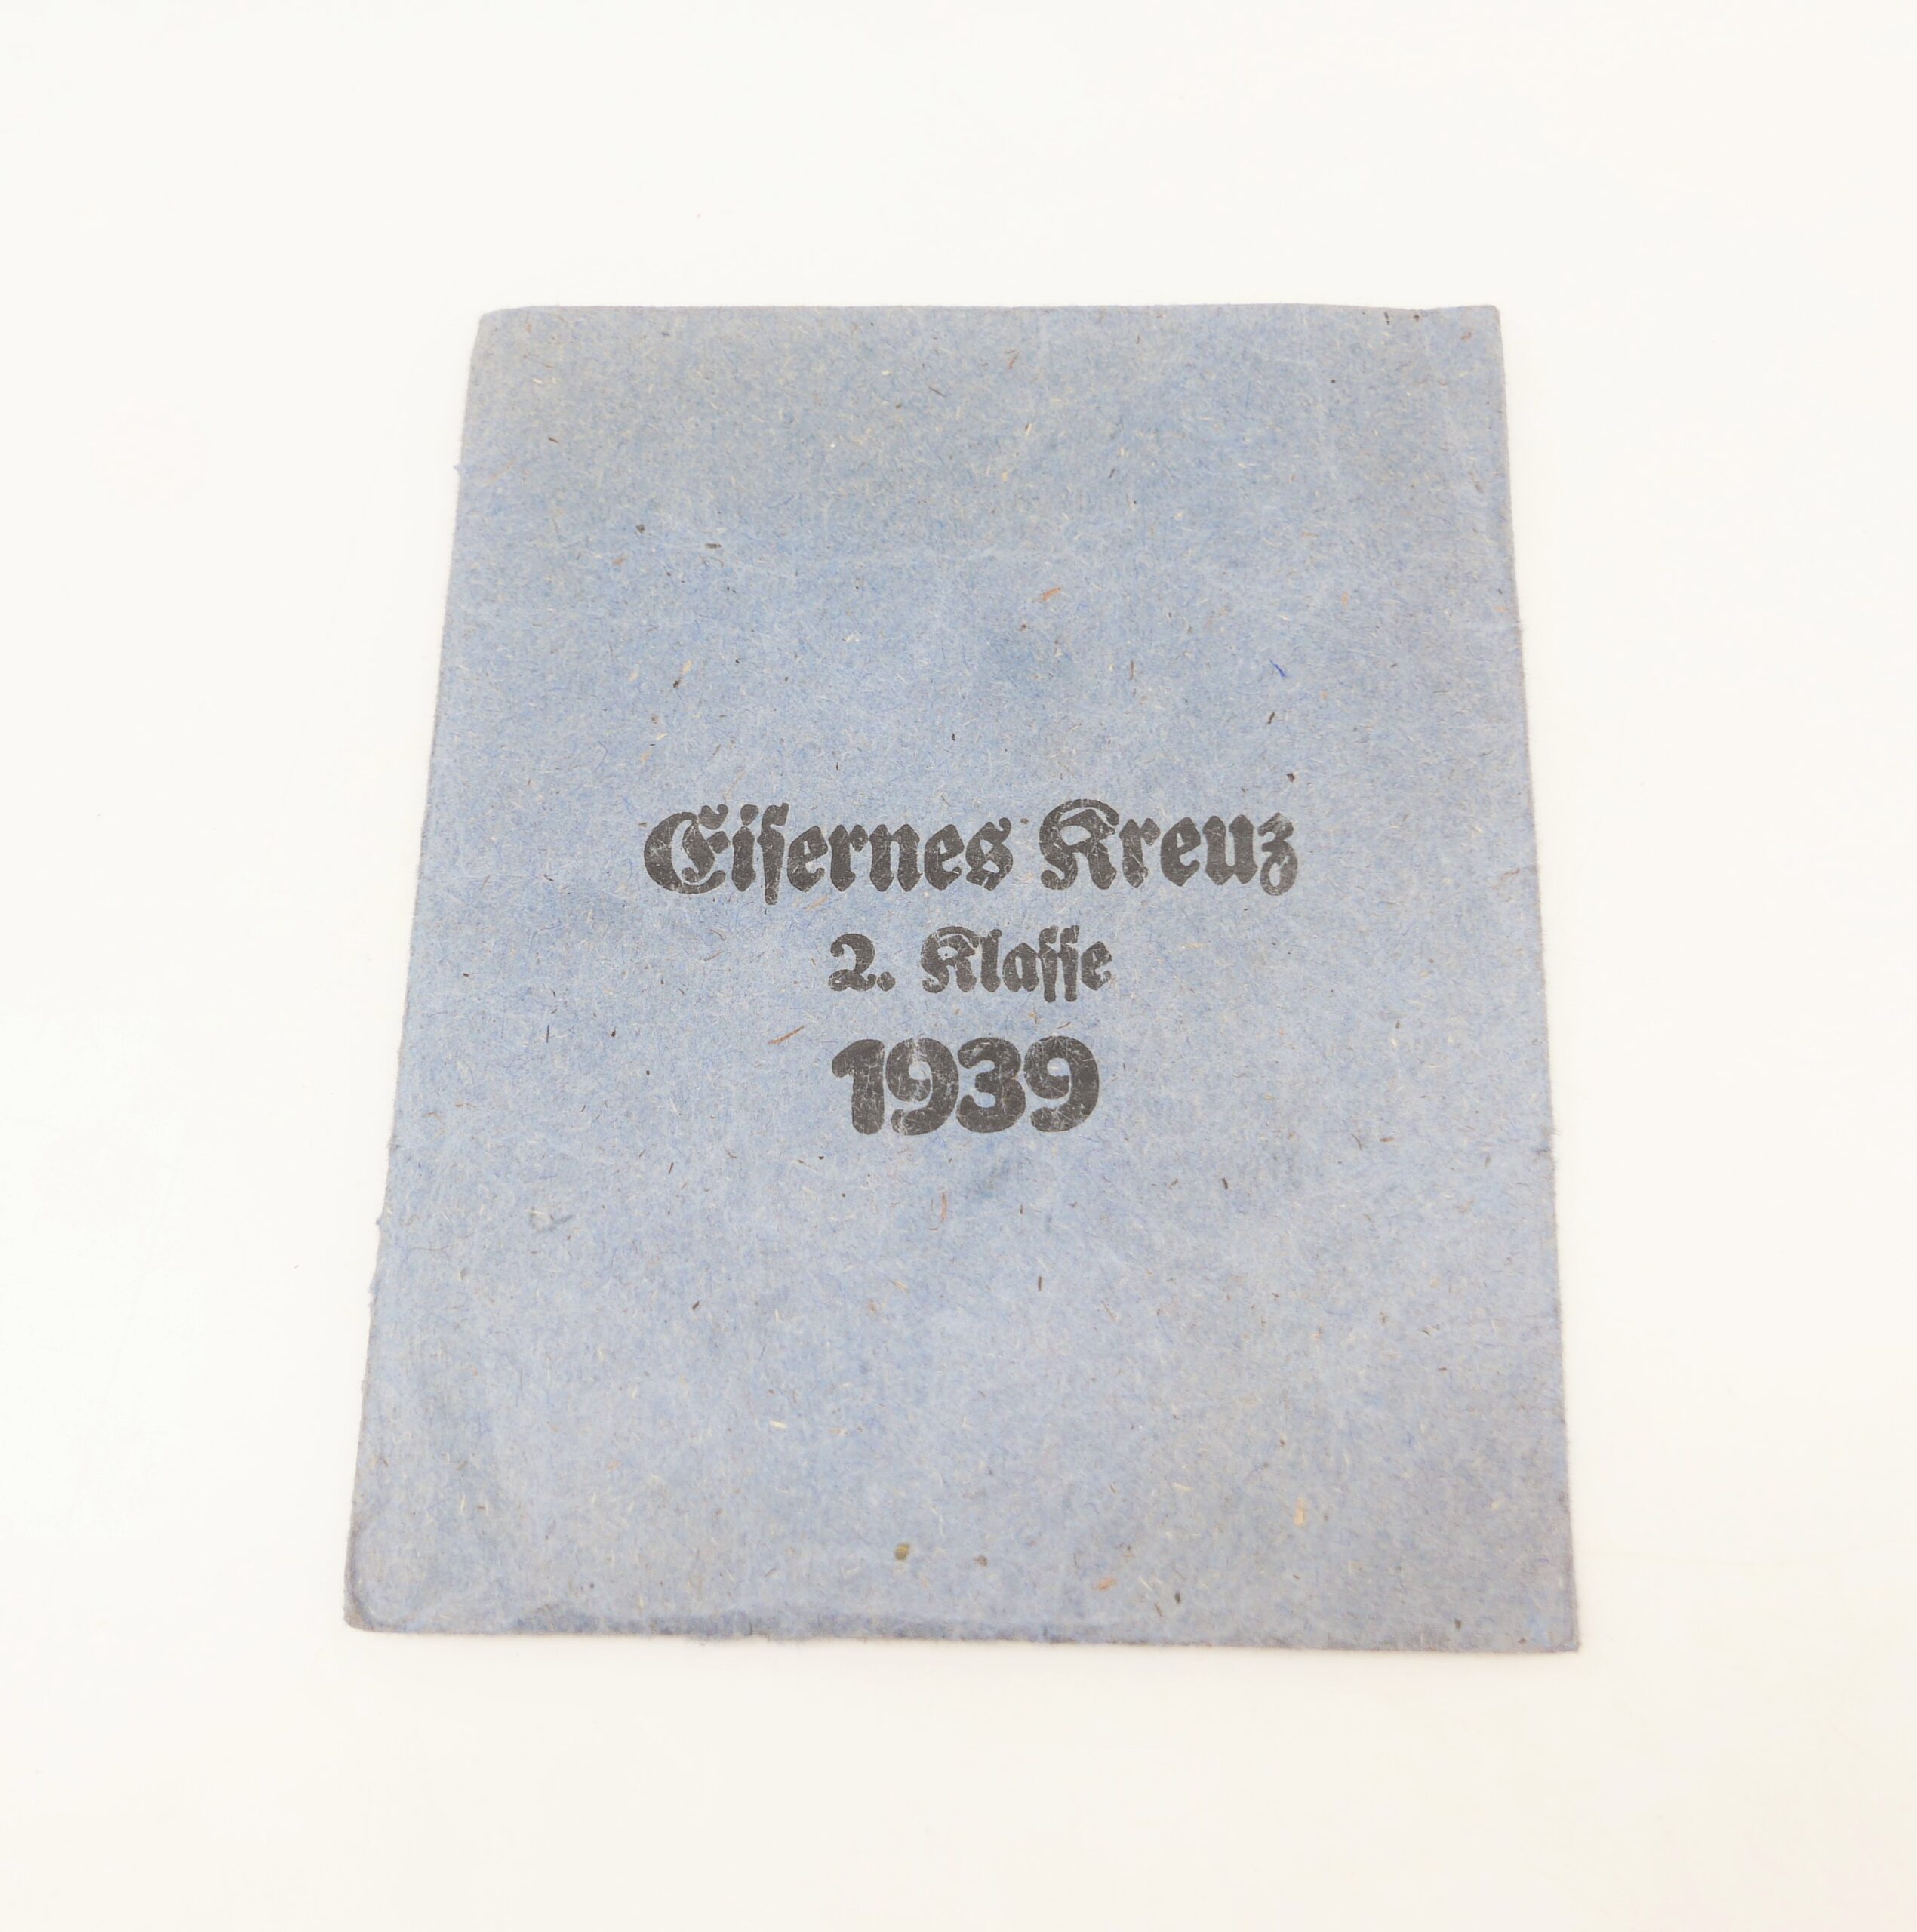 Eiſernes Kreuz
2. Klaſſe
1939